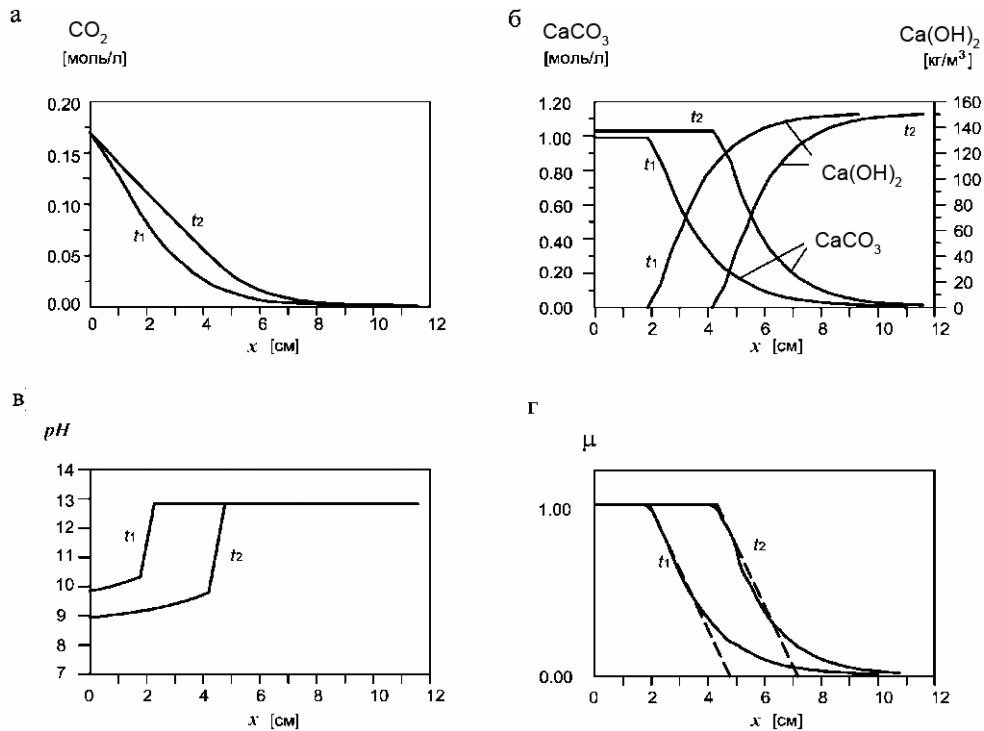 а
CO2
[моль/л]
0.20
0.15
0.10
0.05
0.00
t1
t2
0 2 4 6 8 10 12
x [см]
б
CaCO3 Ca(OH)2
[моль/л] [кг/м3]
1.20
1.00
0.80
0.60
0.40
0.20
0.00
160
140
120
100
80
60
40
20
0
t2
t1
t2
Ca(OH)2
CaCO3
t1
0 2 4 6 8 10 12
x [см]
в
pH
14
13
12
11
10
9
8
7
t1
t2
0 2 4 6 8 10 12
x [см]
г
μ
1.00
0.00
t1
t2
0 2 4 6 8 10 12
x [см]